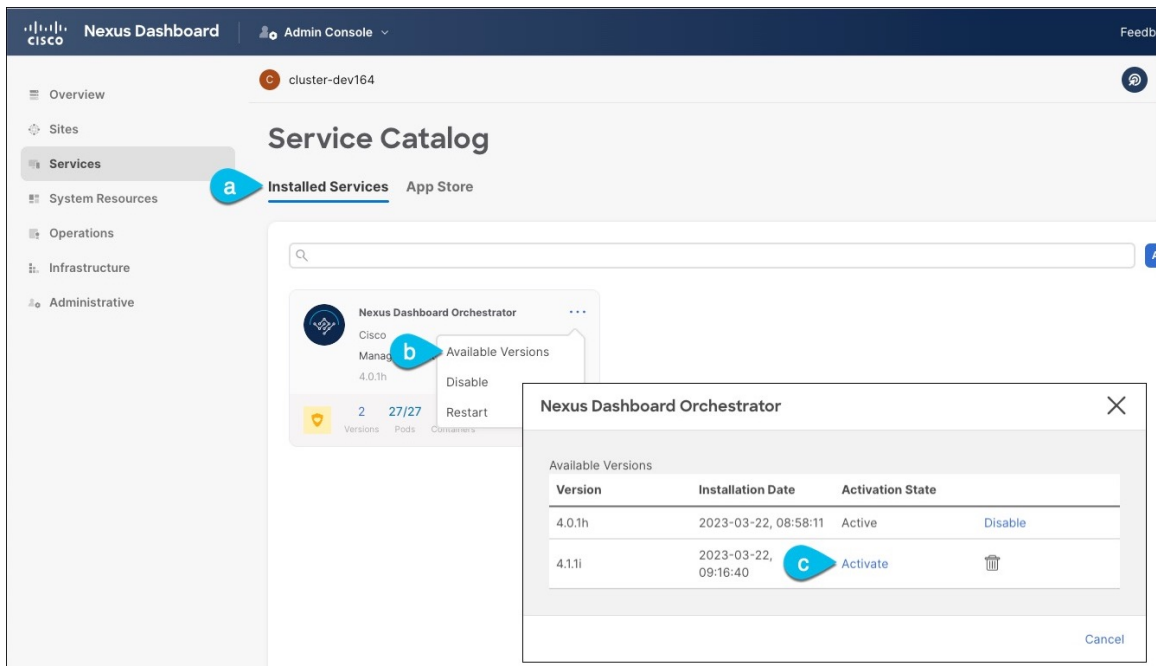 CISCO Nexus Dashboard Admin Console Feedb
C cluster-dev164
Overview
Sites
Services
System Resources
Operations
Infrastructure
Administrative
Service Catalog
a Installed Services App Store
A
Nexus Dashboard Orchestrator ...
Cisco
Manag
4.0.1h
2 27/27
Versions Pods Containers
b Available Versions
Disable
Restart
Nexus Dashboard Orchestrator
Available Versions
Version Installation Date Activation State
4.0.1h 2023-03-22, 08:58:11 Active Disable
4.1.1i 2023-03-22, 09:16:40 c Activate
Cancel